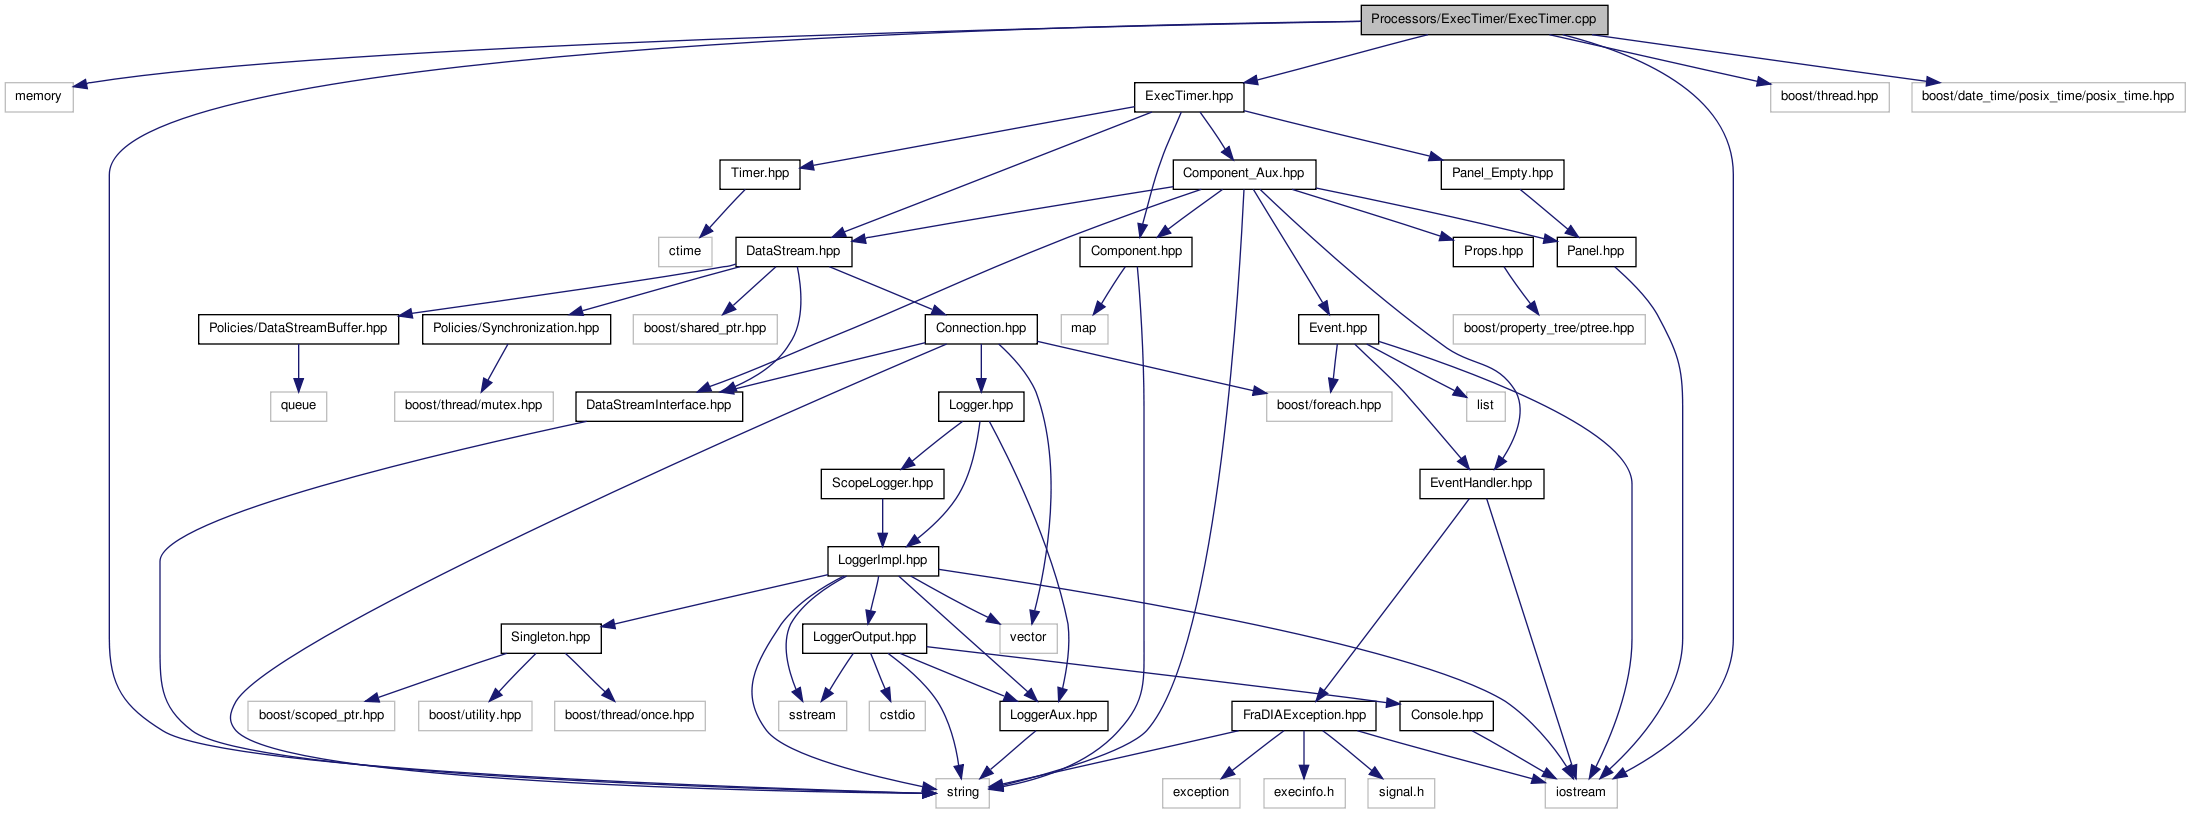 Processors/ExecTimer/ExecTimer.cpp
memory
ExecTimer.hpp
boost/thread.hpp
boost/date_time/posix_time/posix_time.hpp
Timer.hpp
Component_Aux.hpp
Panel_Empty.hpp
ctime
DataStream.hpp
Component.hpp
Props.hpp
Panel.hpp
Policies/DataStreamBuffer.hpp
Policies/Synchronization.hpp
boost/shared_ptr.hpp
Connection.hpp
map
Event.hpp
boost/property_tree/ptree.hpp
queue
boost/thread/mutex.hpp
DataStreamInterface.hpp
Logger.hpp
boost/foreach.hpp
list
ScopeLogger.hpp
EventHandler.hpp
LoggerImpl.hpp
Singleton.hpp
LoggerOutput.hpp
vector
boost/scoped_ptr.hpp
boost/utility.hpp
boost/thread/once.hpp
sstream
cstdio
LoggerAux.hpp
FraDIAException.hpp
Console.hpp
string
exception
execinfo.h
signal.h
iostream